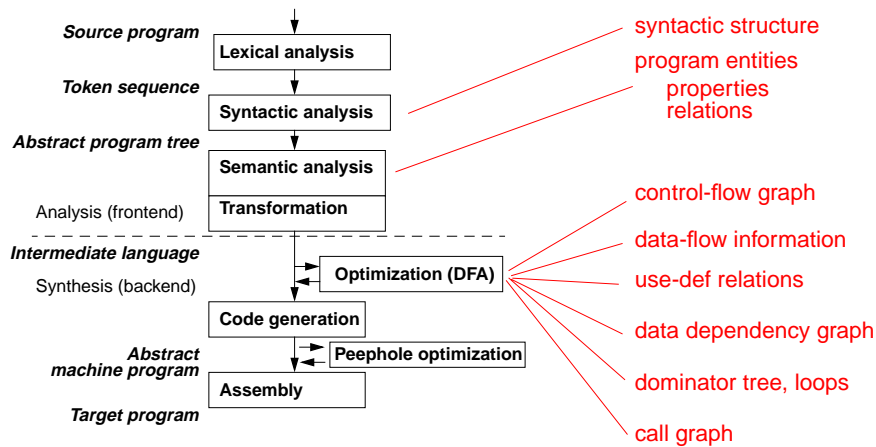 Source program
Lexical analysis
Token sequence
Syntactic analysis
Abstract program tree
Semantic analysis
Analysis (frontend)
Transformation
Intermediate language
Synthesis (backend)
Optimization (DFA)
Code generation
Abstract
machine program
Peephole optimization
Assembly
Target program
syntactic structure
program entities
properties
relations
control-flow graph
data-flow information
use-def relations
data dependency graph
dominator tree, loops
call graph